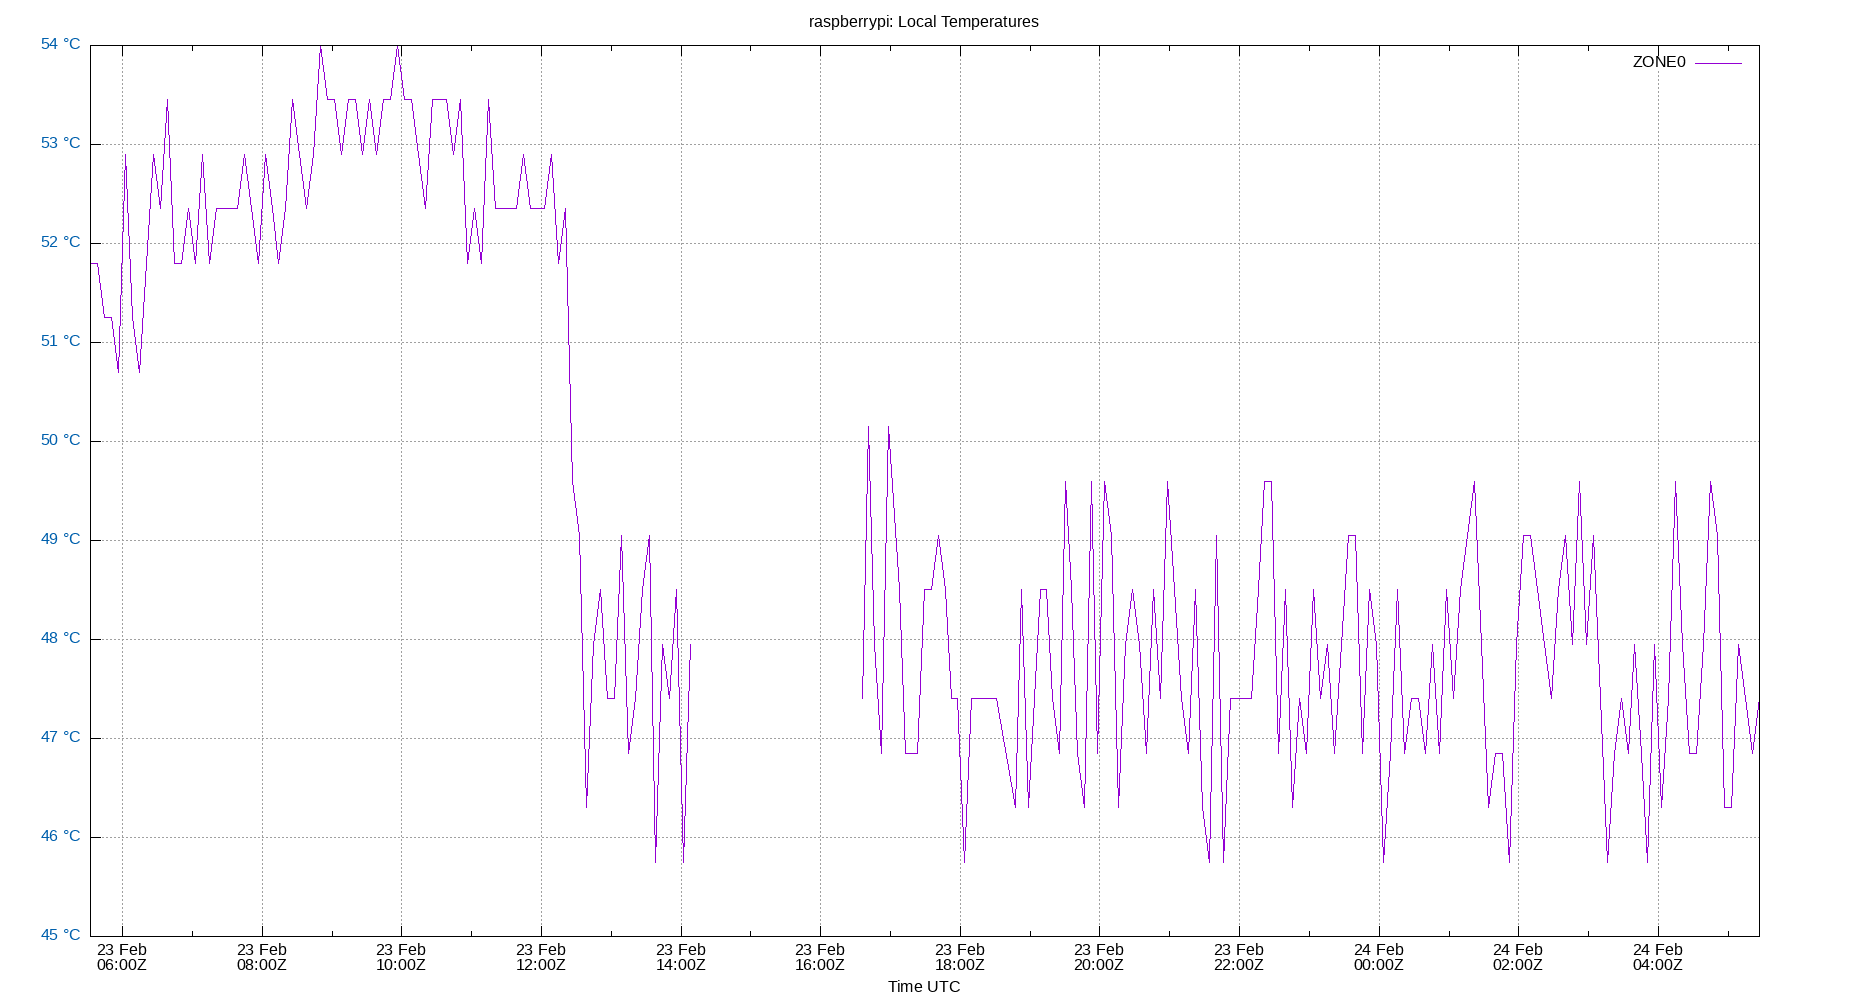 raspberrypi: Local Temperatures
ZONE0
54 °C
53 °C
52 °C
51 °C
50 °C
49 °C
48 °C
47 °C
46 °C
45 °C
23 Feb 23 Feb 23 Feb 23 Feb 23 Feb 23 Feb 23 Feb 23 Feb 23 Feb 24 Feb 24 Feb 24 Feb
06:00Z 08:00Z 10:00Z 12:00Z 14:00Z 16:00Z 18:00Z 20:00Z 22:00Z 00:00Z 02:00Z 04:00Z
Time UTC